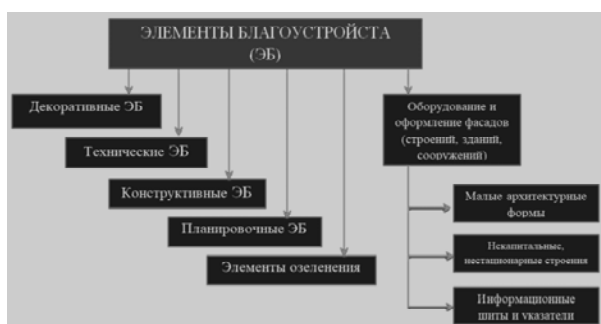 ЭЛЕМЕНТЫ БЛАГОУСТРОЙСТА
(ЭБ)
Декоративные ЭБ
Технические ЭБ
Конструктивные ЭБ
Планировочные ЭБ
Элементы озеленения
Оборудование и
оформление фасадов
(строений, зданий,
сооружений)
Малые архитектурные
формы
Некапитальные,
нестационарные строения
Информационные
щиты и указатели